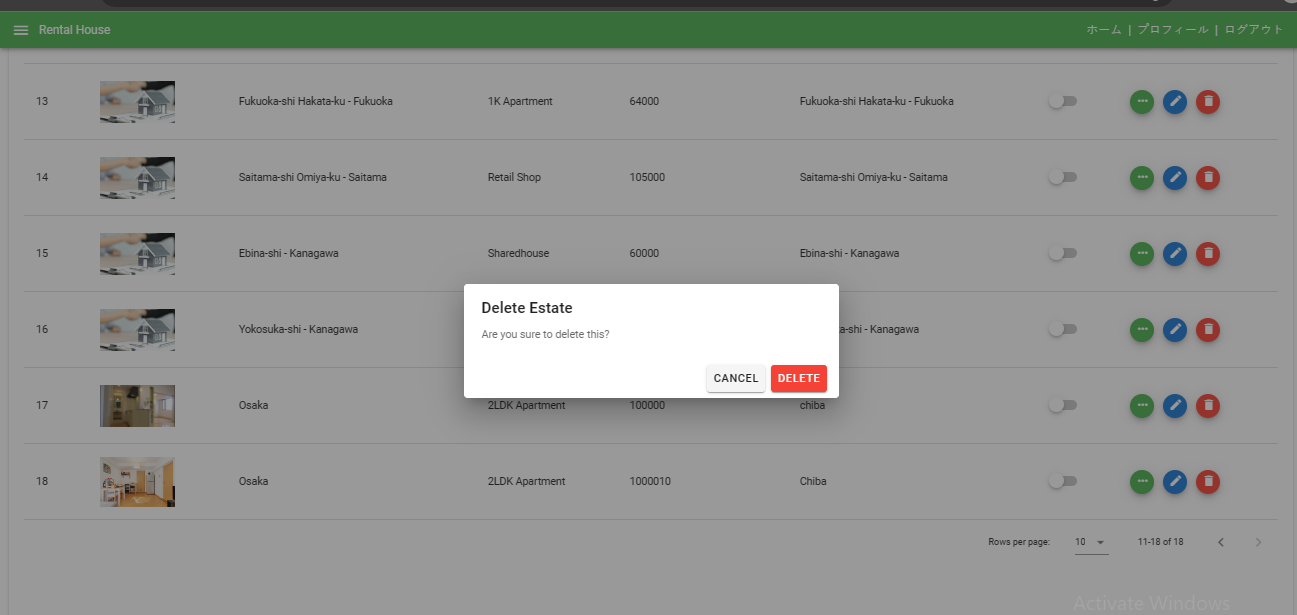 Rental House ホーム | プロフィール | ログアウト
13 Fukuoka-shi Hakata-ku - Fukuoka 1K Apartment 64000 Fukuoka-shi Hakata-ku - Fukuoka
14 Saitama-shi Omiya-ku - Saitama Retail Shop 105000 Saitama-shi Omiya-ku - Saitama
15 Ebina-shi - Kanagawa Sharedhouse 60000 Ebina-shi - Kanagawa
Delete Estate
Are you sure to delete this?
CANCEL DELETE
16 Yokosuka-shi - Kanagawa a-shi - Kanagawa
17 Osaka 2LDK Apartment 100000 chiba
18 Osaka 2LDK Apartment 1000010 Chiba
Rows per page: 10 11-18 of 18
Activate Windows